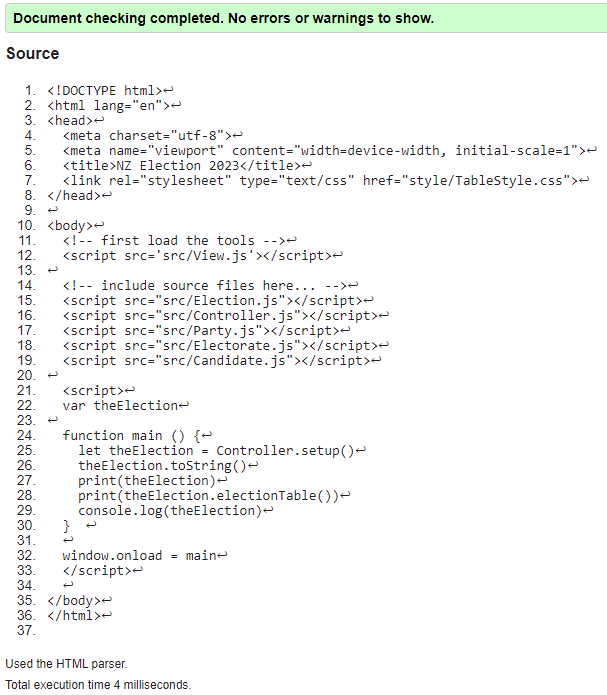 Document checking completed. No errors or warnings to show.
Source
1. <!DOCTYPE html>↩
2. <html lang="en">↩
3. <head>↩
4.   <meta charset="utf-8">↩
5.   <meta name="viewport" content="width=device-width, initial-scale=1">↩
6.   <title>NZ Election 2023</title>↩
7.   <link rel="stylesheet" type="text/css" href="style/TableStyle.css">↩
8. </head>↩
9. ↩
10. <body>↩
11.   <!-- first load the tools -->↩
12.   <script src='src/View.js'></script>↩
13. ↩
14.   <!-- include source files here... -->↩
15.   <script src="src/Election.js"></script>↩
16.   <script src="src/Controller.js"></script>↩
17.   <script src="src/Party.js"></script>↩
18.   <script src="src/Electorate.js"></script>↩
19.   <script src="src/Candidate.js"></script>↩
20. ↩
21.   <script>↩
22.   var theElection↩
23. ↩
24.   function main () {↩
25.     let theElection = Controller.setup()↩
26.     theElection.toString()↩
27.     print(theElection)↩
28.     print(theElection.electionTable())↩
29.     console.log(theElection)↩
30.   }  ↩
31.   ↩
32.   window.onload = main↩
33.   </script>↩
34.   ↩
35. </body>↩
36. </html>↩
37.
Used the HTML parser.
Total execution time 4 milliseconds.